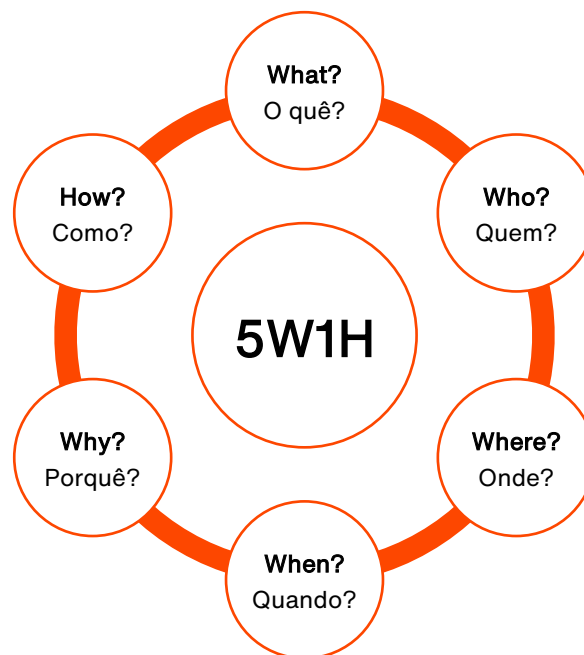 What?
O quê?
Who?
Quem?
Where?
Onde?
When?
Quando?
Why?
Porquê?
How?
Como?
5W1H